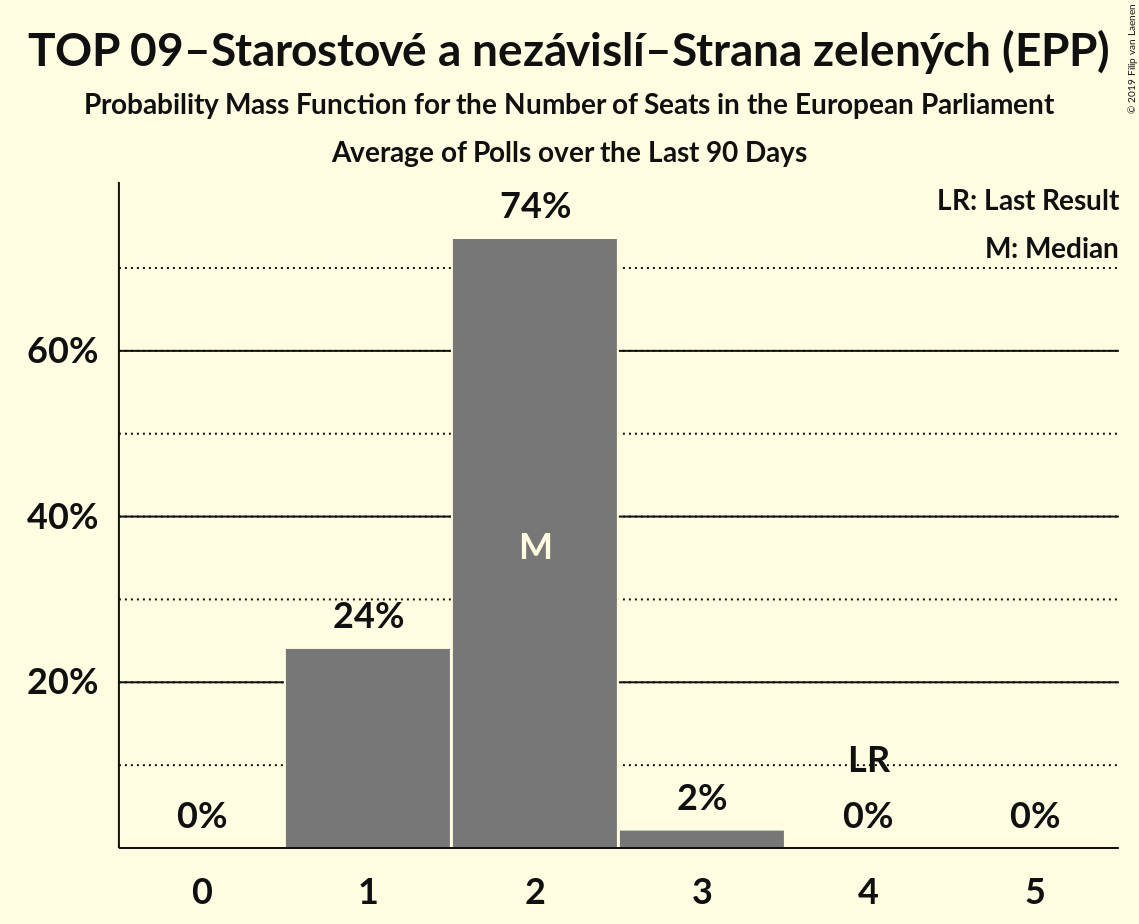 TOP 09–Starostové a nezávislí–Strana zelených (EPP)
Probability Mass Function for the Number of Seats in the European Parliament
Average of Polls over the Last 90 Days
© 2019 Filip van Laenen
LR: Last Result
M: Median
74%
60%
40%
M
24%
20%
LR
2%
0%
0%
0%
0 1 2 3 4 5